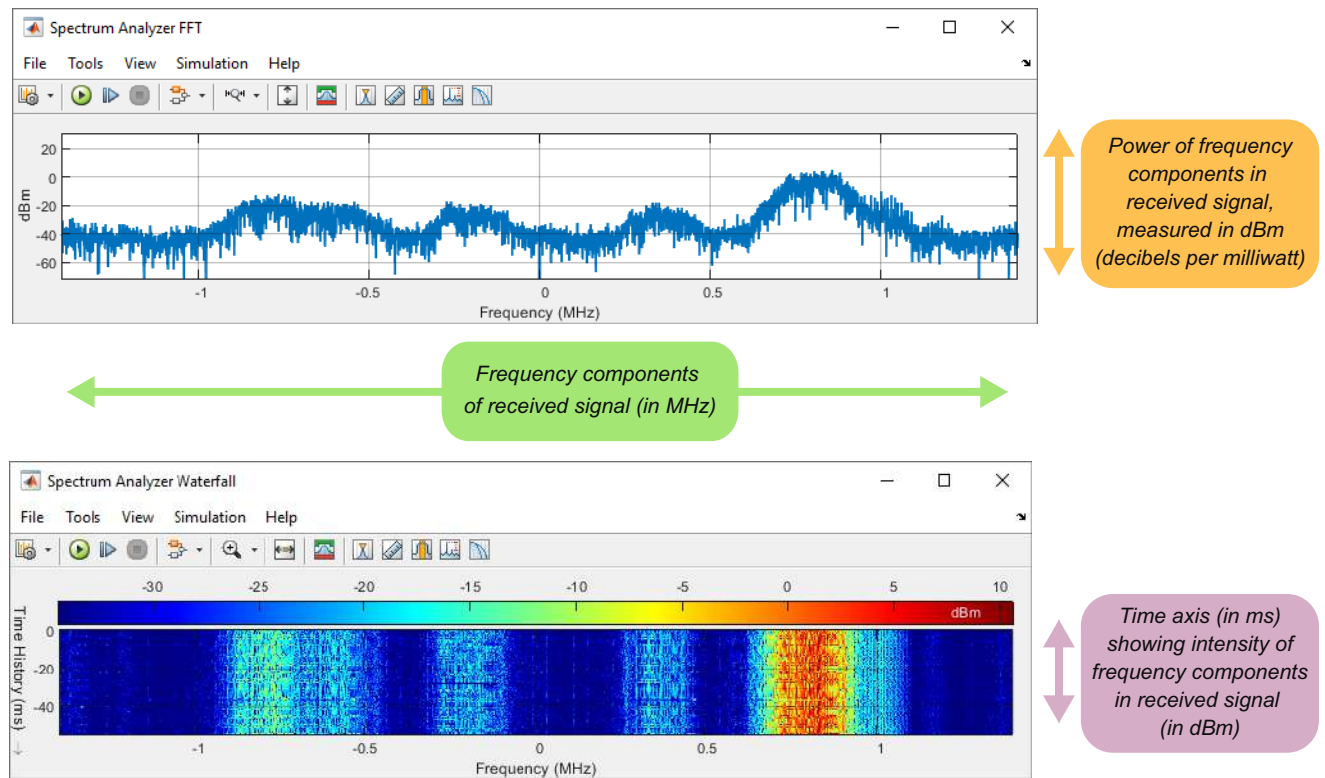 Spectrum Analyzer FFT
File Tools View Simulation Help
20
0
-20
-40
-60
dBm
-1 -0.5 0 0.5 1
Frequency (MHz)
Power of frequency
components in
received signal,
measured in dBm
(decibels per milliwatt)
Frequency components
of received signal (in MHz)
Spectrum Analyzer Waterfall
File Tools View Simulation Help
-30 -25 -20 -15 -10 -5 0 5 10
dBm
0
-20
-40
Time History (ms)
-1 -0.5 0 0.5 1
Frequency (MHz)
Time axis (in ms)
showing intensity of
frequency components
in received signal
(in dBm)